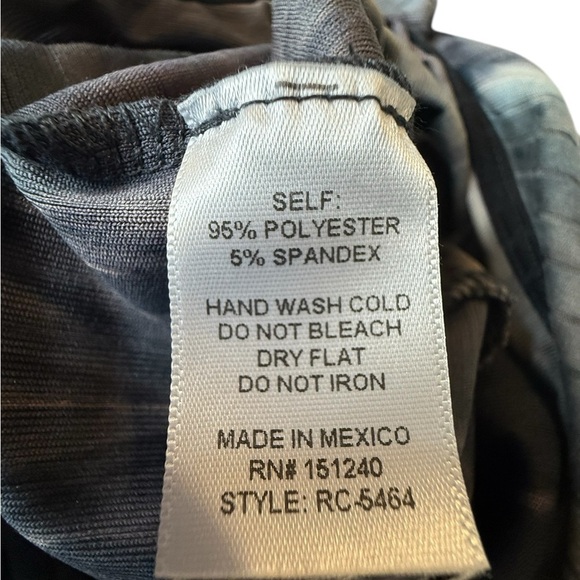 SELF:
95% POLYESTER
5% SPANDEX
HAND WASH COLD
DO NOT BLEACH
DRY FLAT
DO NOT IRON
MADE IN MEXICO
RN# 151240
STYLE: RC-5464